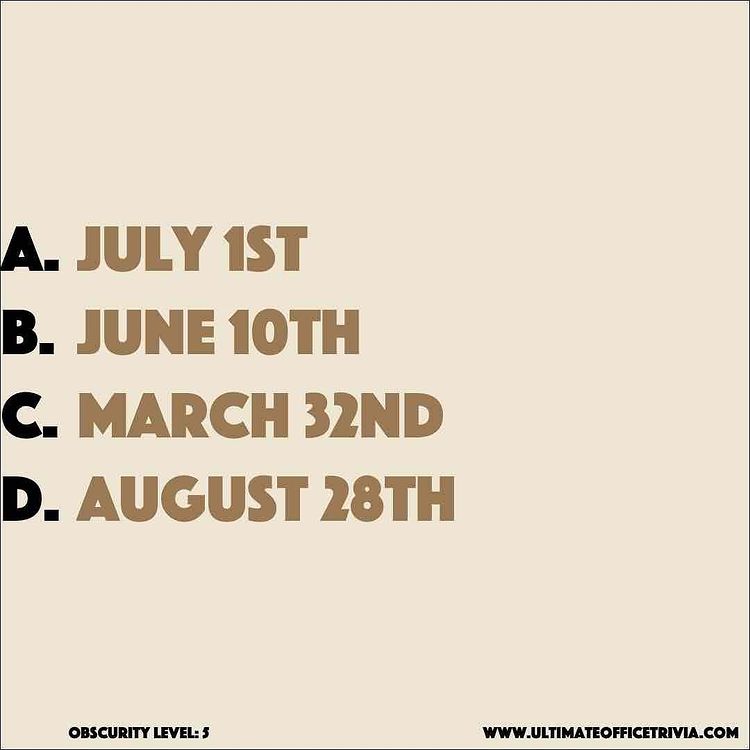 A. JULY 1ST
B. JUNE 10TH
C. MARCH 32ND
D. AUGUST 28TH
OBSCURITY LEVEL: 5
WWW.ULTIMATEOFFICETRIVIA.COM